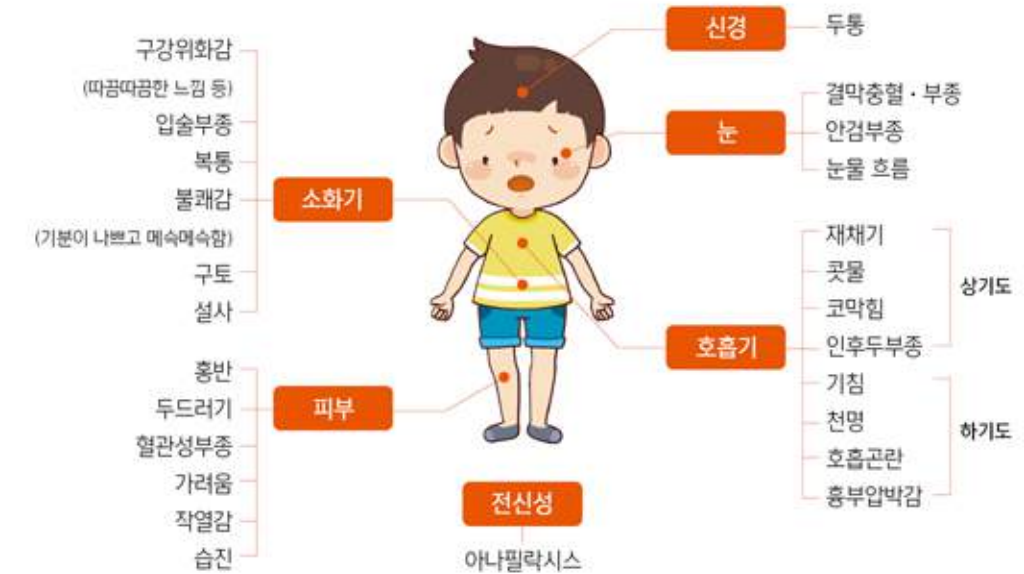 신경
두통
눈
결막충혈 · 부종
안검부종
눈물 흐름
소화기
구강위화감
(따끔따끔한 느낌 등)
입술부종
복통
불쾌감
(기분이 나쁘고 메슥메슥함)
구토
설사
호흡기
재채기
콧물
코막힘
인후두부종
상기도
기침
천명
호흡곤란
흉부압박감
하기도
피부
홍반
두드러기
혈관성부종
가려움
작열감
습진
전신성
아나필락시스